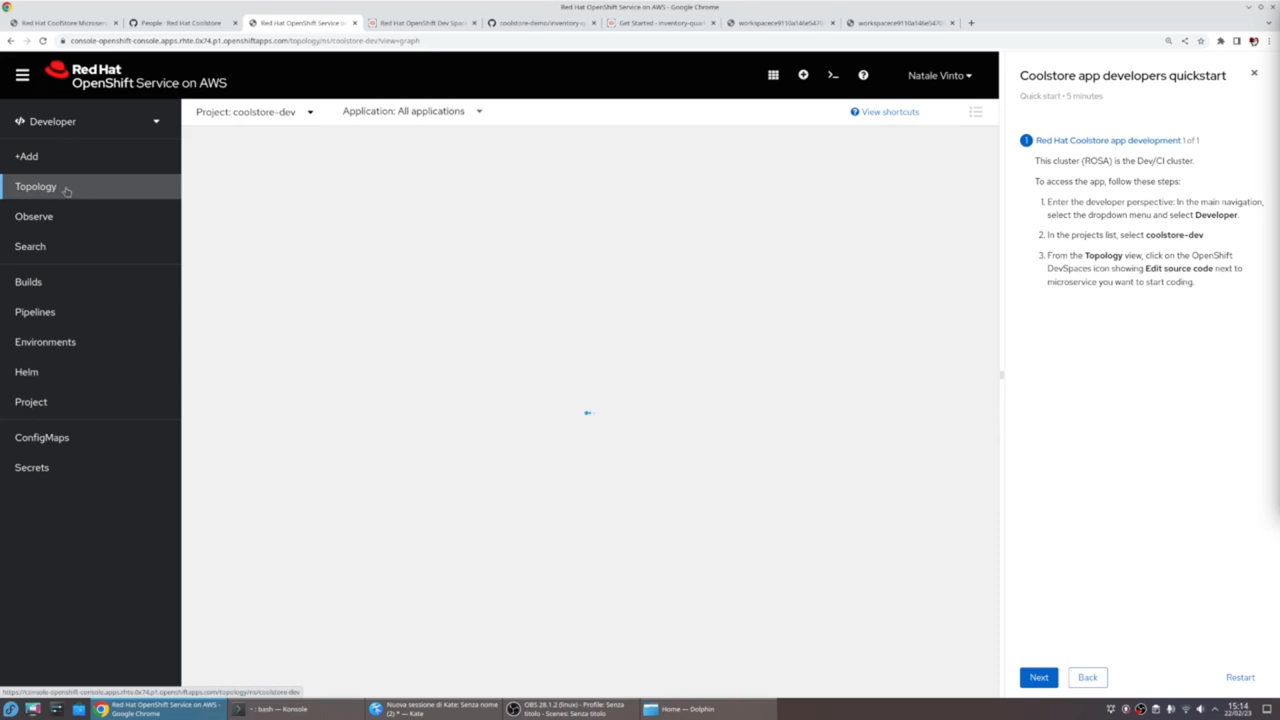 Red Hat OpenShift Service on AWS - Google Chrome
Red Hat CoolStore Microser
People · Red Hat Coolstore
Red Hat OpenShift Service o
Red Hat OpenShift Dev Spac
coolstore-demo/inventory-q
Get Started - inventory-qua
workspacece9110a146e5470
workspacece9110a146e5470
console-openshift-console.apps.rhte.0x74.p1.openshiftapps.com/topology/ns/coolstore-dev?view=graph
Red Hat
OpenShift Service on AWS
Natale Vinto
Coolstore app developers quickstart
Quick start • 5 minutes
Developer
Project: coolstore-dev
Application: All applications
View shortcuts
+Add
Topology
Observe
Search
Builds
Pipelines
Environments
Helm
Project
ConfigMaps
Secrets
1 Red Hat Coolstore app development 1 of 1
This cluster (ROSA) is the Dev/CI cluster.
To access the app, follow these steps:
1. Enter the developer perspective: In the main navigation,
select the dropdown menu and select Developer.
2. In the projects list, select coolstore-dev
3. From the Topology view, click on the OpenShift
DevSpaces icon showing Edit source code next to
microservice you want to start coding.
Next
Back
Restart
https://console-openshift-console.apps.rhte.0x74.p1.openshiftapps.com/topology/ns/coolstore-dev
Red Hat OpenShift Service on AWS -
Google Chrome
~ : bash — Konsole
Nuova sessione di Kate: Senza nome
(2) * — Kate
OBS 28.1.2 (linux) - Profile: Senza
titolo - Scenes: Senza titolo
Home — Dolphin
15:14
22/02/23